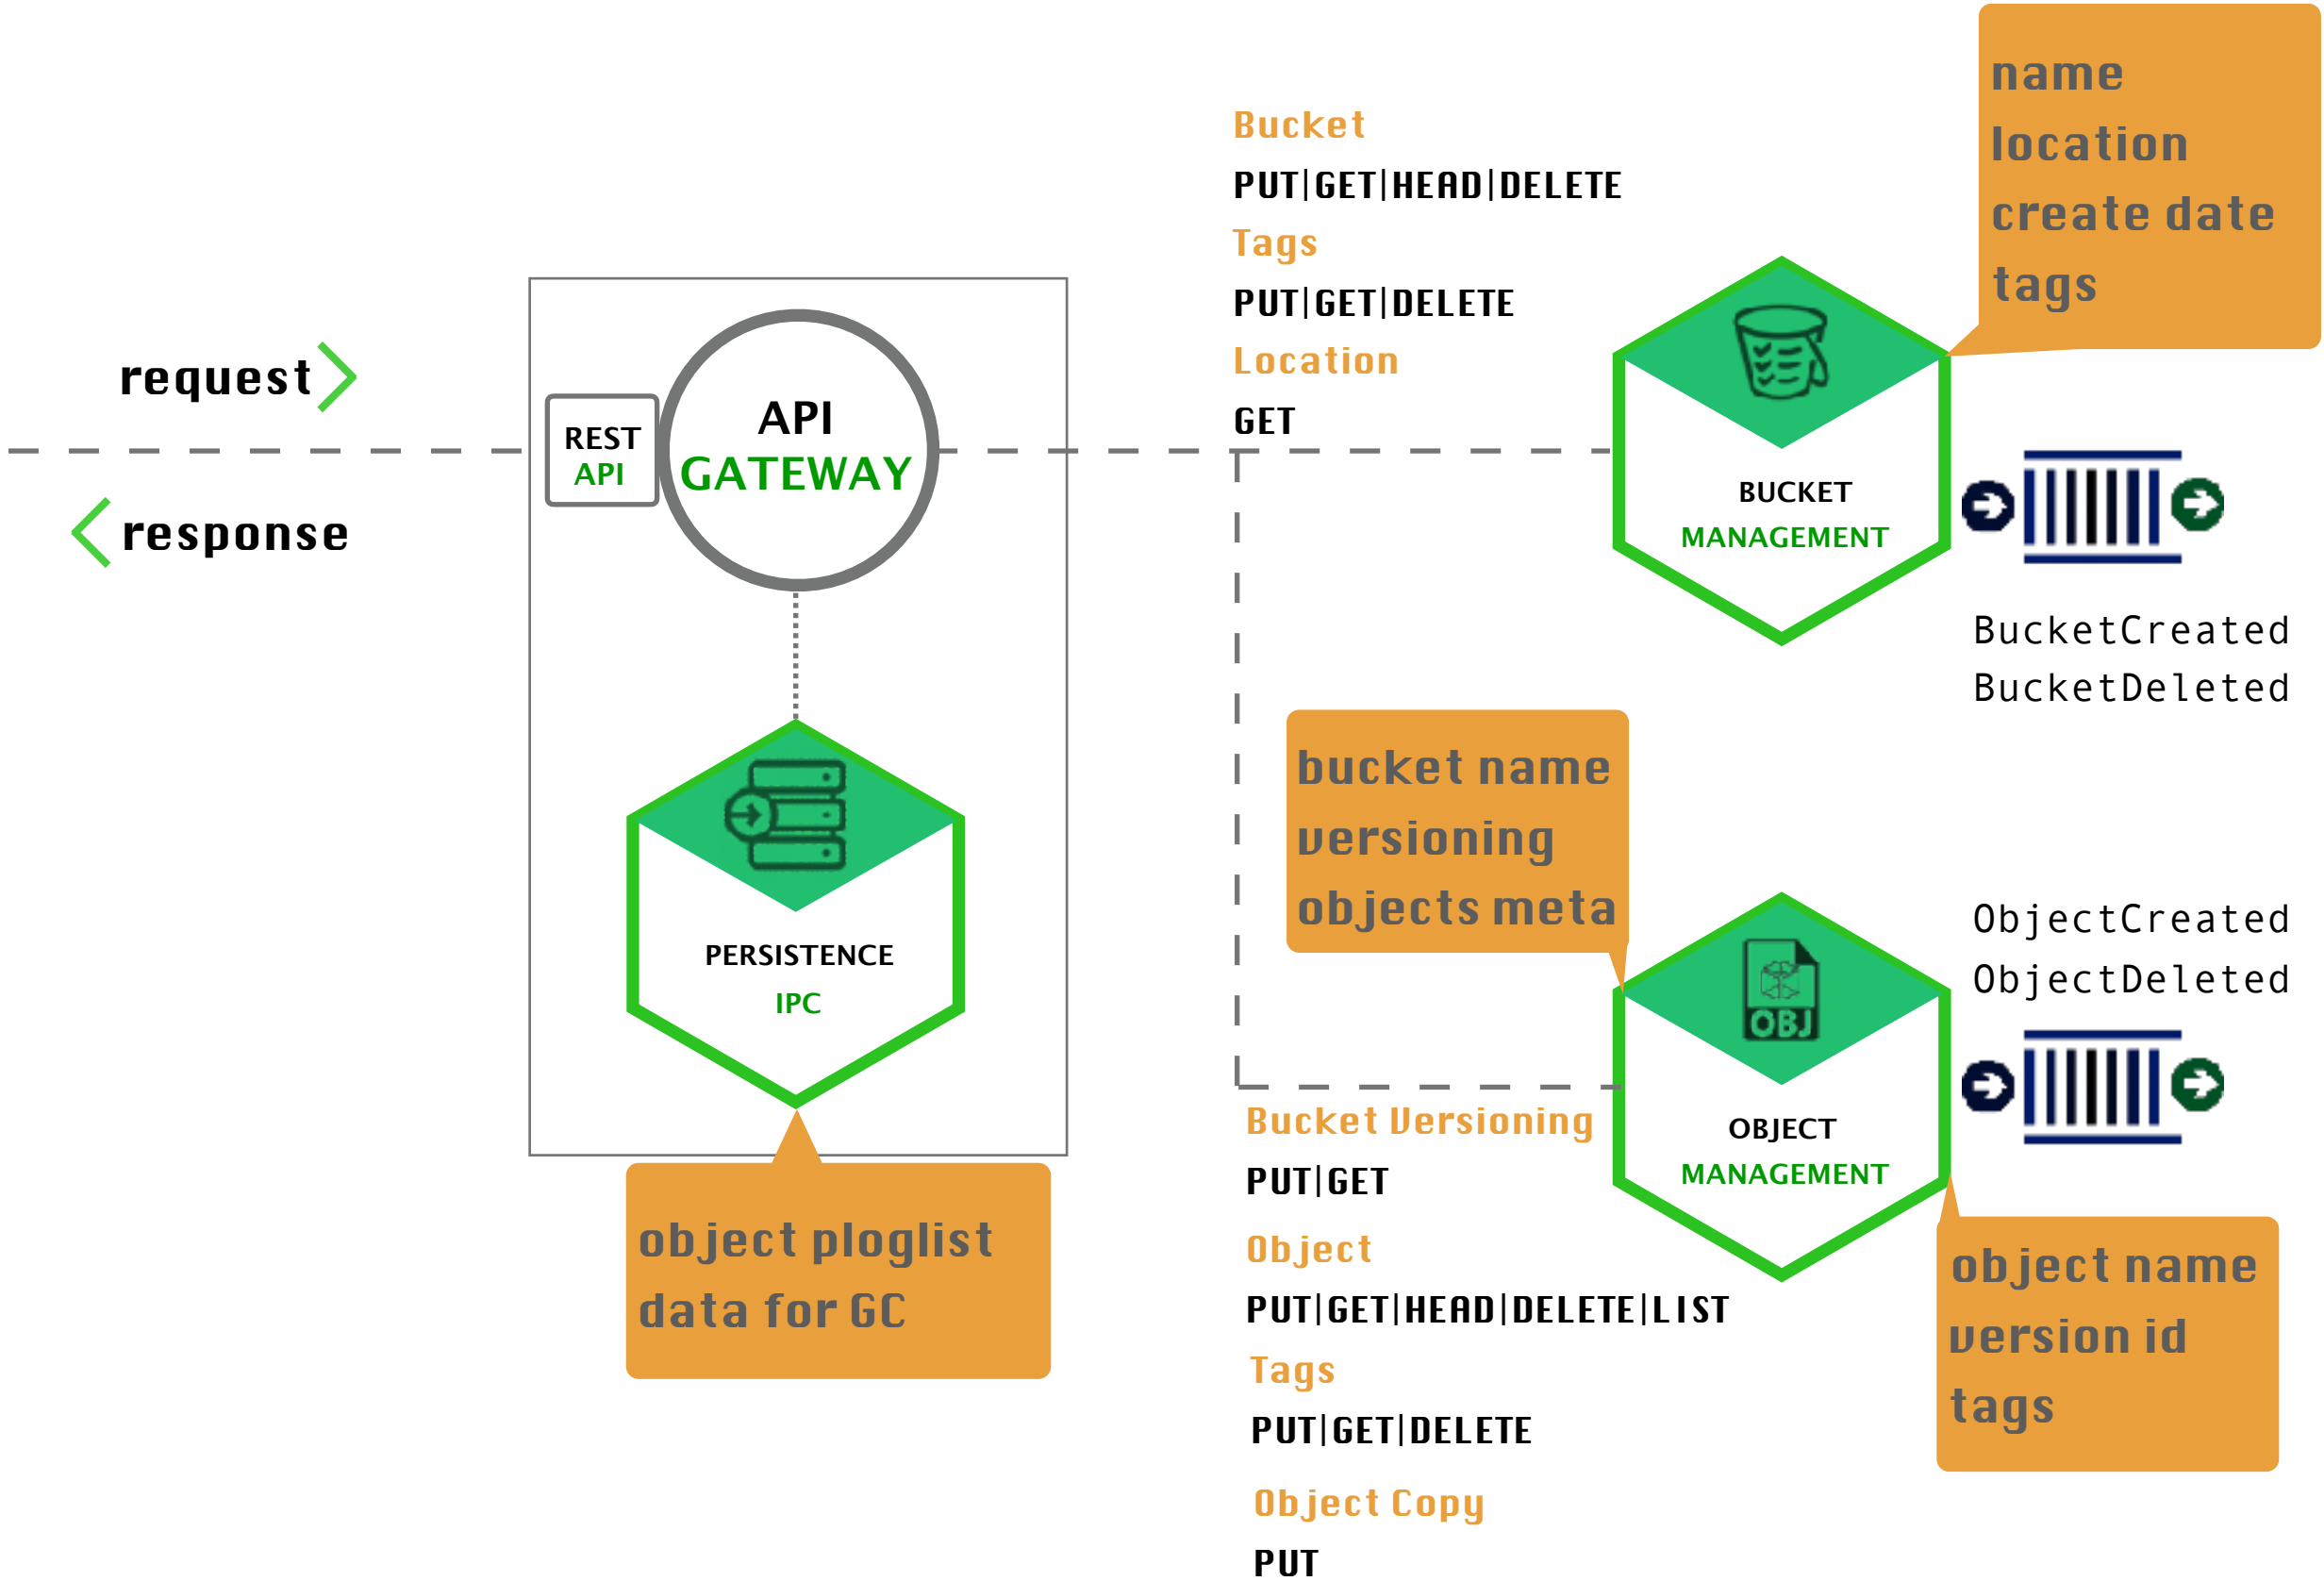 request
response
REST
API
API
GATEWAY
PERSISTENCE
IPC
object ploglist
data for GC
Bucket
PUT|GET|HEAD|DELETE
Tags
PUT|GET|DELETE
Location
GET
name
location
create date
tags
BUCKET
MANAGEMENT
BucketCreated
BucketDeleted
bucket name
versioning
objects meta
ObjectCreated
ObjectDeleted
OBJ
OBJECT
MANAGEMENT
Bucket Versioning
PUT|GET
Object
PUT|GET|HEAD|DELETE|LIST
Tags
PUT|GET|DELETE
Object Copy
PUT
object name
version id
tags